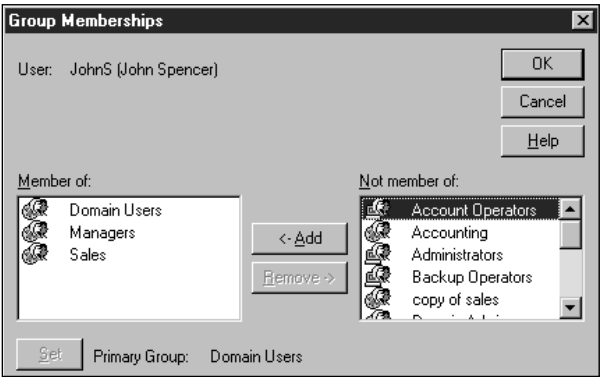 Group Memberships
User: JohnS (John Spencer)
OK
Cancel
Help
Member of:
Domain Users
Managers
Sales
<- Add
Remove ->
Not member of:
Account Operators
Accounting
Administrators
Backup Operators
copy of sales
Set
Primary Group: Domain Users